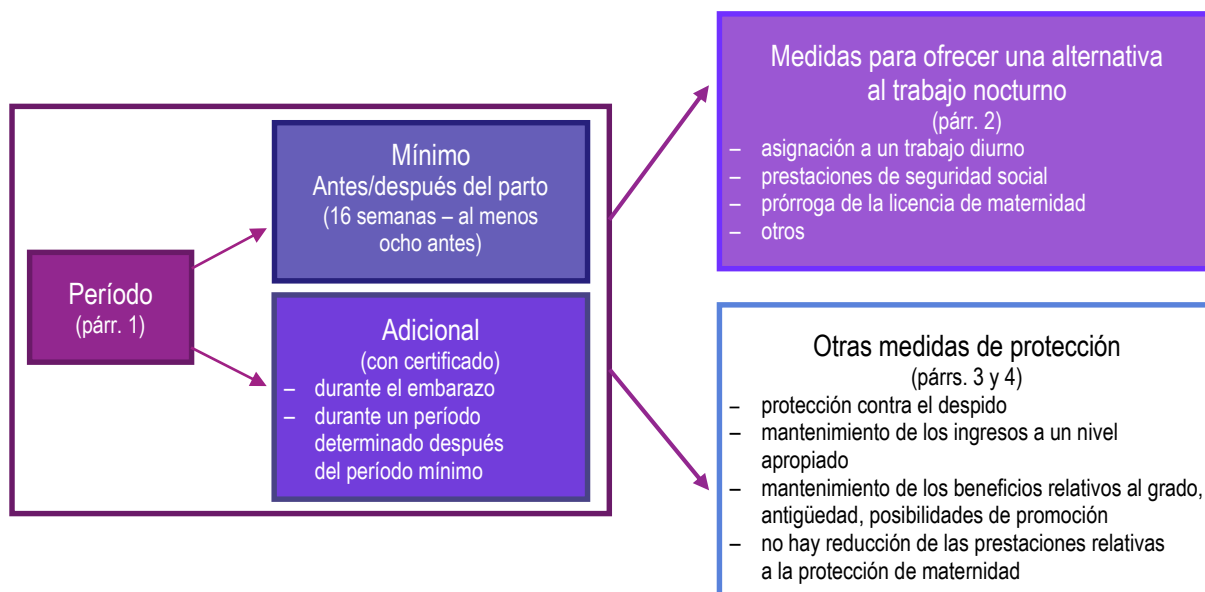 Período
(párr. 1)
Mínimo
Antes/después del parto
(16 semanas – al menos
ocho antes)
Adicional
(con certificado)
– durante el embarazo
– durante un período
determinado después
del período mínimo
Medidas para ofrecer una alternativa
al trabajo nocturno
(párr. 2)
– asignación a un trabajo diurno
– prestaciones de seguridad social
– prórroga de la licencia de maternidad
– otros
Otras medidas de protección
(párrs. 3 y 4)
– protección contra el despido
– mantenimiento de los ingresos a un nivel
apropiado
– mantenimiento de los beneficios relativos al grado,
antigüedad, posibilidades de promoción
– no hay reducción de las prestaciones relativas
a la protección de maternidad